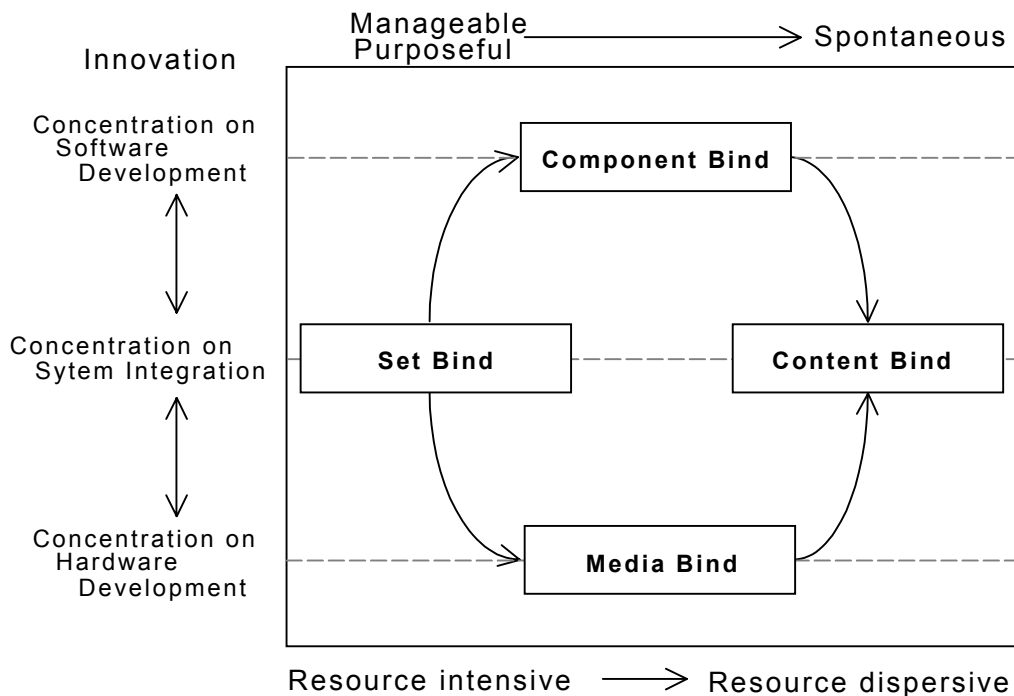 Manageable
Purposeful
Spontaneous
Innovation
Concentration on
Software
Development
Component Bind
Concentration on
Sytem Integration
Set Bind
Content Bind
Concentration on
Hardware
Development
Media Bind
Resource intensive
Resource dispersive